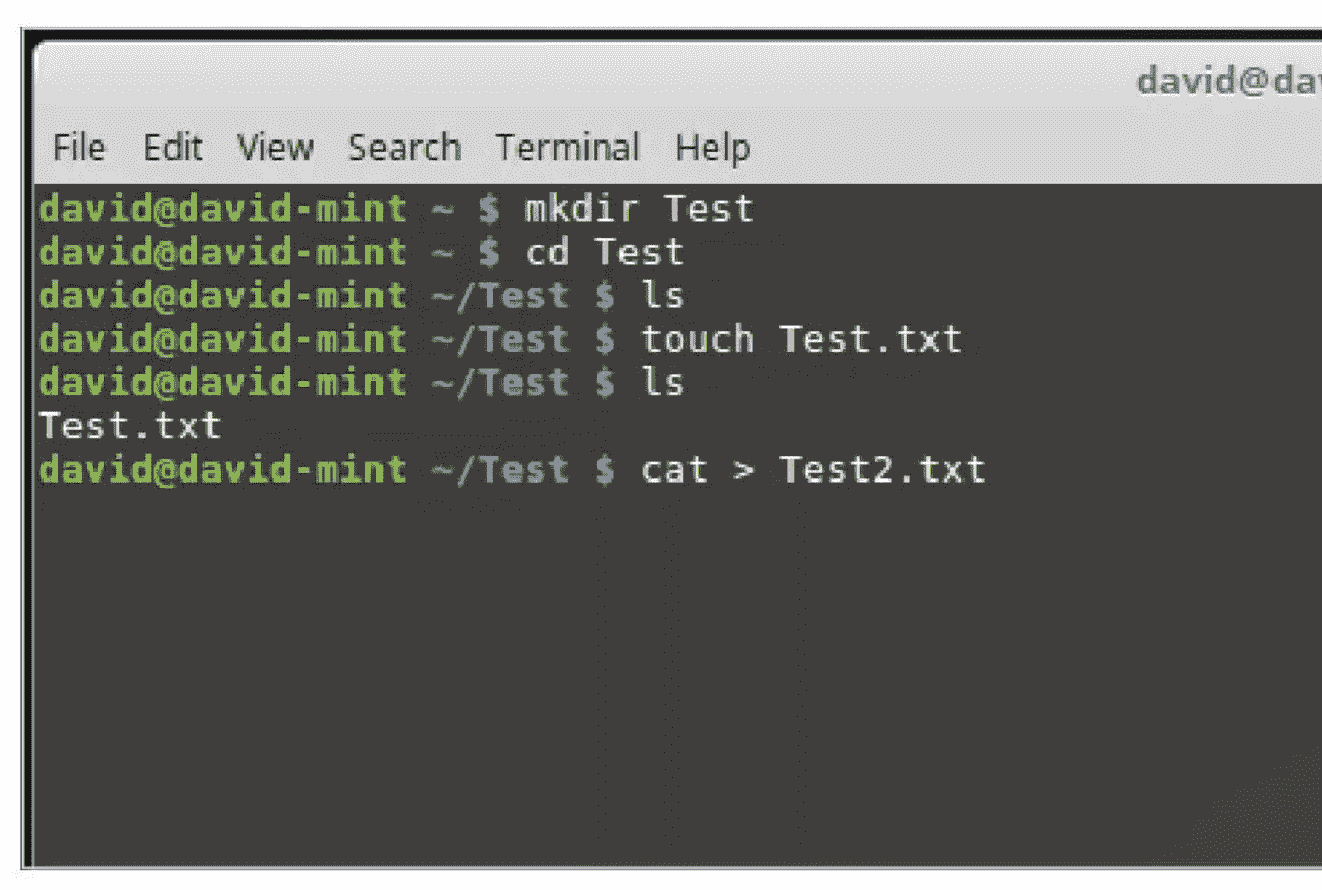 david@dav
File Edit View Search Terminal Help
david@david-mint ~ $ mkdir Test
david@david-mint ~ $ cd Test
david@david-mint ~/Test $ ls
david@david-mint ~/Test $ touch Test.txt
david@david-mint ~/Test $ ls
Test.txt
david@david-mint ~/Test $ cat > Test2.txt